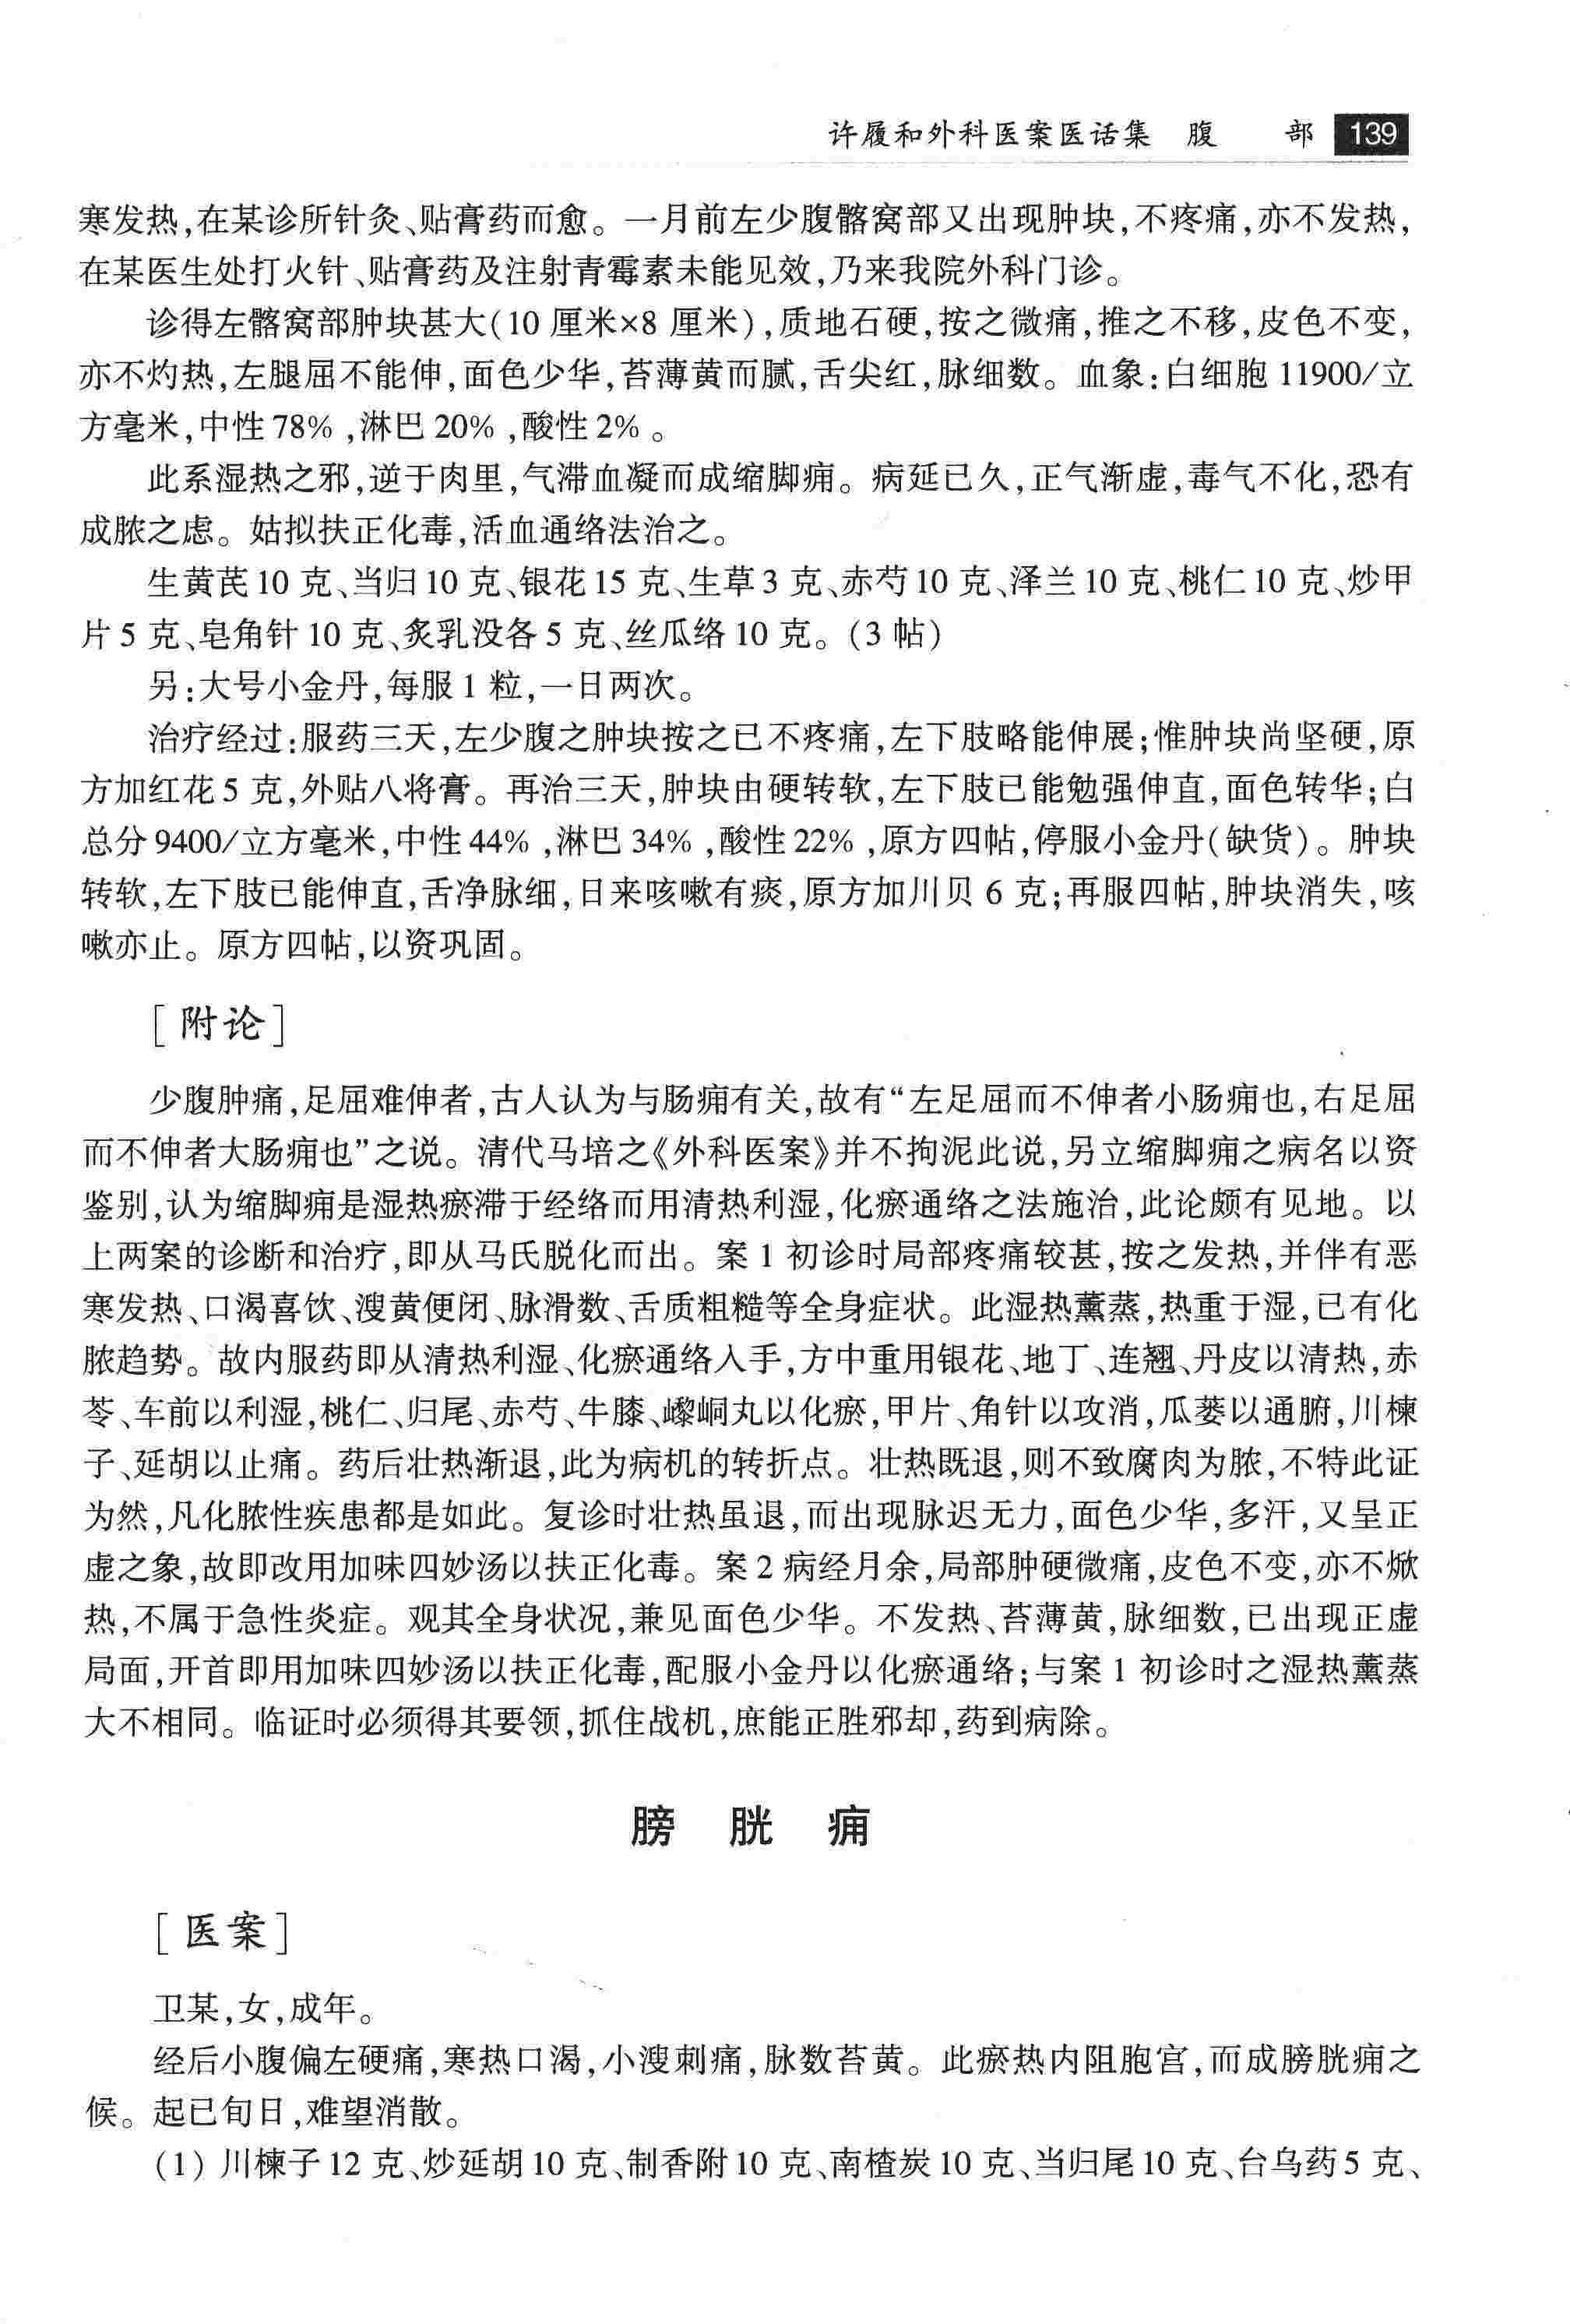 许履和外科医案医话集 腹 部 139
寒发热,在某诊所针灸、贴膏药而愈。一月前左少腹髂窝部又出现肿块,不疼痛,亦不发热,
在某医生处打火针、贴膏药及注射青霉素未能见效,乃来我院外科门诊。
诊得左髂窝部肿块甚大(10 厘米×8 厘米),质地石硬,按之微痛,推之不移,皮色不变,
亦不灼热,左腿屈不能伸,面色少华,苔薄黄而腻,舌尖红,脉细数。血象:白细胞 11900/立
方毫米,中性 78% ,淋巴 20% ,酸性 2% 。
此系湿热之邪,逆于肉里,气滞血凝而成缩脚痈。病延已久,正气渐虚,毒气不化,恐有
成脓之虑。姑拟扶正化毒,活血通络法治之。
生黄芪 10 克、当归 10 克、银花 15 克、生草 3 克、赤芍 10 克、泽兰 10 克、桃仁 10 克、炒甲
片 5 克、皂角针 10 克、炙乳没各 5 克、丝瓜络 10 克。(3 帖)
另:大号小金丹,每服 1 粒,一日两次。
治疗经过:服药三天,左少腹之肿块按之已不疼痛,左下肢略能伸展;惟肿块尚坚硬,原
方加红花 5 克,外贴八将膏。再治三天,肿块由硬转软,左下肢已能勉强伸直,面色转华;白
总分 9400/立方毫米,中性 44% ,淋巴 34% ,酸性 22% ,原方四帖,停服小金丹(缺货)。肿块
转软,左下肢已能伸直,舌净脉细,日来咳嗽有痰,原方加川贝 6 克;再服四帖,肿块消失,咳
嗽亦止。原方四帖,以资巩固。
[附论]
少腹肿痛,足屈难伸者,古人认为与肠痈有关,故有“左足屈而不伸者小肠痈也,右足屈
而不伸者大肠痈也”之说。清代马培之《外科医案》并不拘泥此说,另立缩脚痈之病名以资
鉴别,认为缩脚痈是湿热瘀滞于经络而用清热利湿,化瘀通络之法施治,此论颇有见地。以
上两案的诊断和治疗,即从马氏脱化而出。案 1 初诊时局部疼痛较甚,按之发热,并伴有恶
寒发热、口渴喜饮、溲黄便闭、脉滑数、舌质粗糙等全身症状。此湿热薰蒸,热重于湿,已有化
脓趋势。故内服药即从清热利湿、化瘀通络入手,方中重用银花、地丁、连翘、丹皮以清热,赤
苓、车前以利湿,桃仁、归尾、赤芍、牛膝、嶑峒丸以化瘀,甲片、角针以攻消,瓜蒌以通腑,川楝
子、延胡以止痛。药后壮热渐退,此为病机的转折点。壮热既退,则不致腐肉为脓,不特此证
为然,凡化脓性疾患都是如此。复诊时壮热虽退,而出现脉迟无力,面色少华,多汗,又呈正
虚之象,故即改用加味四妙汤以扶正化毒。案 2 病经月余,局部肿硬微痛,皮色不变,亦不焮
热,不属于急性炎症。观其全身状况,兼见面色少华。不发热、苔薄黄,脉细数,已出现正虚
局面,开首即用加味四妙汤以扶正化毒,配服小金丹以化瘀通络;与案 1 初诊时之湿热薰蒸
大不相同。临证时必须得其要领,抓住战机,庶能正胜邪却,药到病除。
膀 胱 痈
[医案]
卫某,女,成年。
经后小腹偏左硬痛,寒热口渴,小溲刺痛,脉数苔黄。此瘀热内阻胞宫,而成膀胱痈之
候。起已旬日,难望消散。
(1) 川楝子 12 克、炒延胡 10 克、制香附 10 克、南楂炭 10 克、当归尾 10 克、台乌药 5 克、